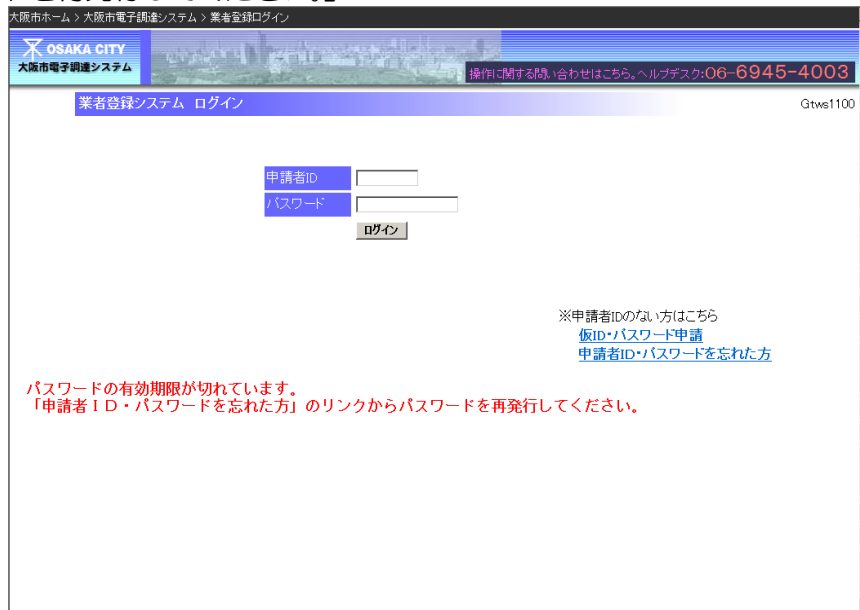 大阪市ホーム > 大阪市電子調達システム > 業者登録ログイン
OSAKA CITY
大阪市電子調達システム
操作に関する問い合わせはこちら。ヘルプデスク:06-6945-4003
業者登録システム ログイン
Gtws1100
申請者ID
パスワード
ログイン
※申請者IDのない方はこちら
仮ID・パスワード申請
申請者ID・パスワードを忘れた方
パスワードの有効期限が切れています。
「申請者ＩＤ・パスワードを忘れた方」のリンクからパスワードを再発行してください。